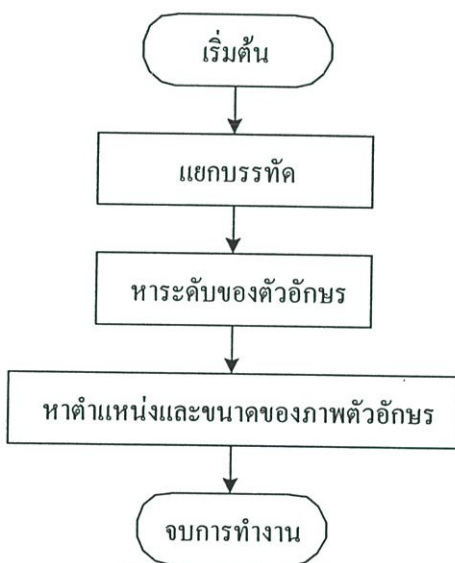 เริ่มต้น
แยกบรรทัด
หาระดับของตัวอักษร
หาตำแหน่งและขนาดของภาพตัวอักษร
จบการทำงาน